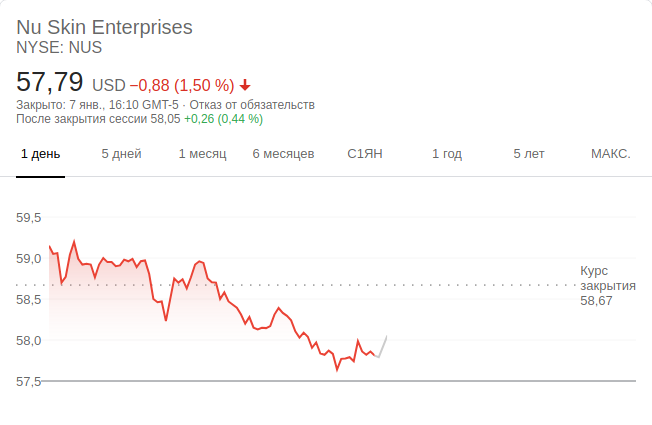 Nu Skin Enterprises
NYSE: NUS
57,79 USD −0,88 (1,50 %)
Закрыто: 7 янв., 16:10 GMT-5 · Отказ от обязательств
После закрытия сессии 58,05 +0,26 (0,44 %)
1 день 5 дней 1 месяц 6 месяцев С1ЯН 1 год 5 лет МАКС.
59,5
59,0
Курс
закрытия
58,67
58,5
58,0
57,5